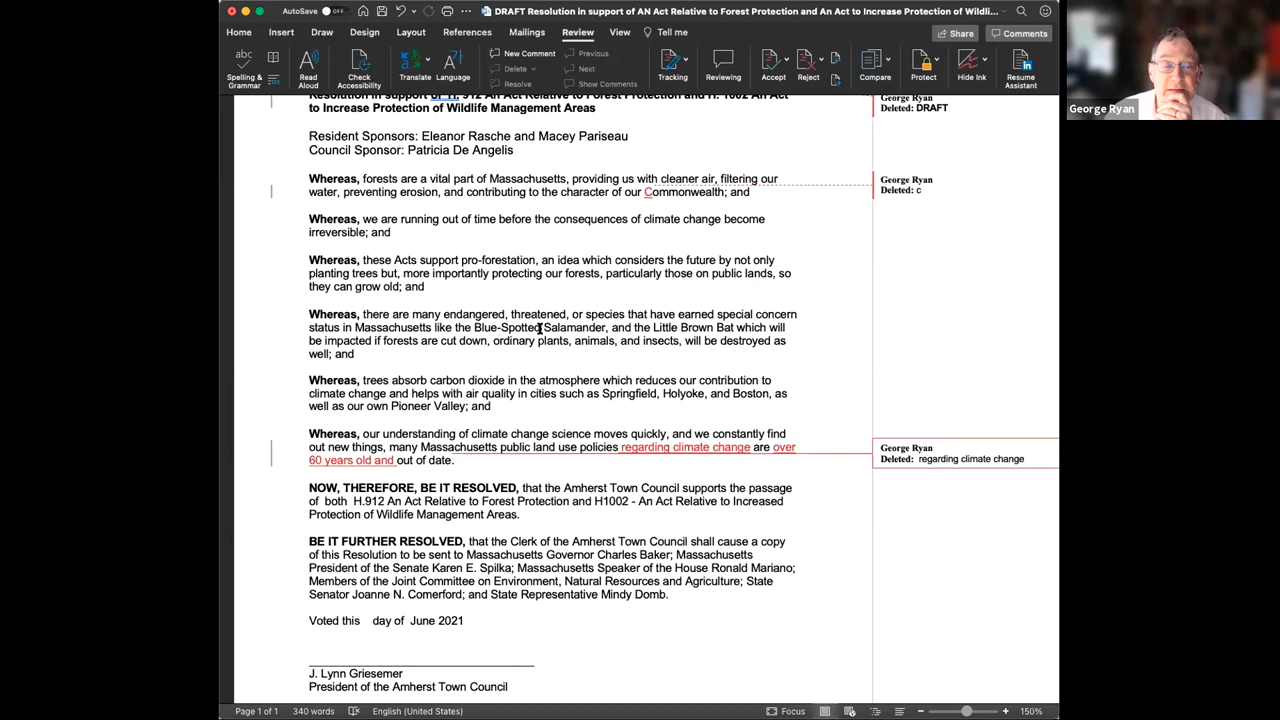 AutoSave OFF
DRAFT Resolution in support of AN Act Relative to Forest Protection and An Act to Increase Protection of Wildli...
Home Insert Draw Design Layout References Mailings Review View Tell me
Share Comments
Spelling & Grammar
Read Aloud
Check Accessibility
Translate
Language
New Comment
Delete
Resolve
Previous
Next
Show Comments
Tracking
Reviewing
Accept
Reject
Compare
Protect
Hide Ink
Resume Assistant
Resolution in support of H. 912 An Act Relative to Forest Protection and H. 1002 An Act
to Increase Protection of Wildlife Management Areas
Resident Sponsors: Eleanor Rasche and Macey Pariseau
Council Sponsor: Patricia De Angelis
Whereas, forests are a vital part of Massachusetts, providing us with cleaner air, filtering our
water, preventing erosion, and contributing to the character of our Commonwealth; and
Whereas, we are running out of time before the consequences of climate change become
irreversible; and
Whereas, these Acts support pro-forestation, an idea which considers the future by not only
planting trees but, more importantly protecting our forests, particularly those on public lands, so
they can grow old; and
Whereas, there are many endangered, threatened, or species that have earned special concern
status in Massachusetts like the Blue-Spotted Salamander, and the Little Brown Bat which will
be impacted if forests are cut down, ordinary plants, animals, and insects, will be destroyed as
well; and
Whereas, trees absorb carbon dioxide in the atmosphere which reduces our contribution to
climate change and helps with air quality in cities such as Springfield, Holyoke, and Boston, as
well as our own Pioneer Valley; and
Whereas, our understanding of climate change science moves quickly, and we constantly find
out new things, many Massachusetts public land use policies regarding climate change are over
60 years old and out of date.
NOW, THEREFORE, BE IT RESOLVED, that the Amherst Town Council supports the passage
of both H.912 An Act Relative to Forest Protection and H1002 - An Act Relative to Increased
Protection of Wildlife Management Areas.
BE IT FURTHER RESOLVED, that the Clerk of the Amherst Town Council shall cause a copy
of this Resolution to be sent to Massachusetts Governor Charles Baker; Massachusetts
President of the Senate Karen E. Spilka; Massachusetts Speaker of the House Ronald Mariano;
Members of the Joint Committee on Environment, Natural Resources and Agriculture; State
Senator Joanne N. Comerford; and State Representative Mindy Domb.
Voted this day of June 2021
J. Lynn Griesemer
President of the Amherst Town Council
George Ryan
Deleted: DRAFT
George Ryan
Deleted: c
George Ryan
Deleted: regarding climate change
Page 1 of 1 340 words English (United States) Focus 150%
George Ryan